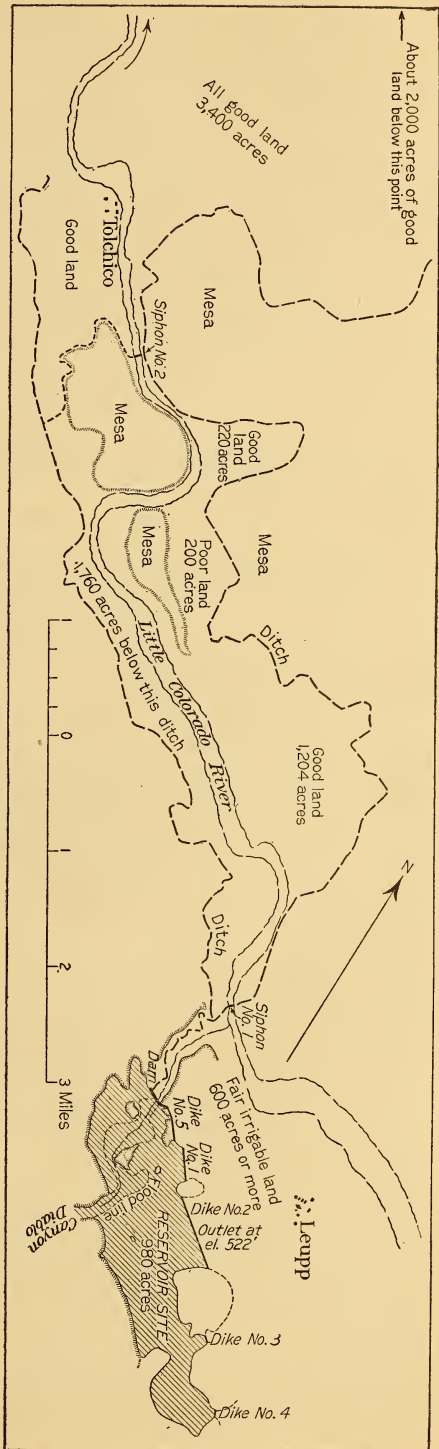 About 2,000 acres of good
land below this point
All good land
3,400 acres
Tolchico
Good land
Mesa
Siphon No.2
Mesa
Good
land
220 acres
Mesa
Poor land
200 acres
Mesa
Ditch
1,760 acres below this ditch
Little Colorado River
Good land
1,204 acres
N
Ditch
Siphon
No.1
Fair irrigable land
600 acres or more
Leupp
Dam
Dike
No.5
Dike
No.1
Dike No.2
Outlet at
el. 522'
Flood line
RESERVOIR SITE
980 acres
Canyon
Diablo
Dike No. 3
Dike No. 4
1 0 1 2 3 Miles